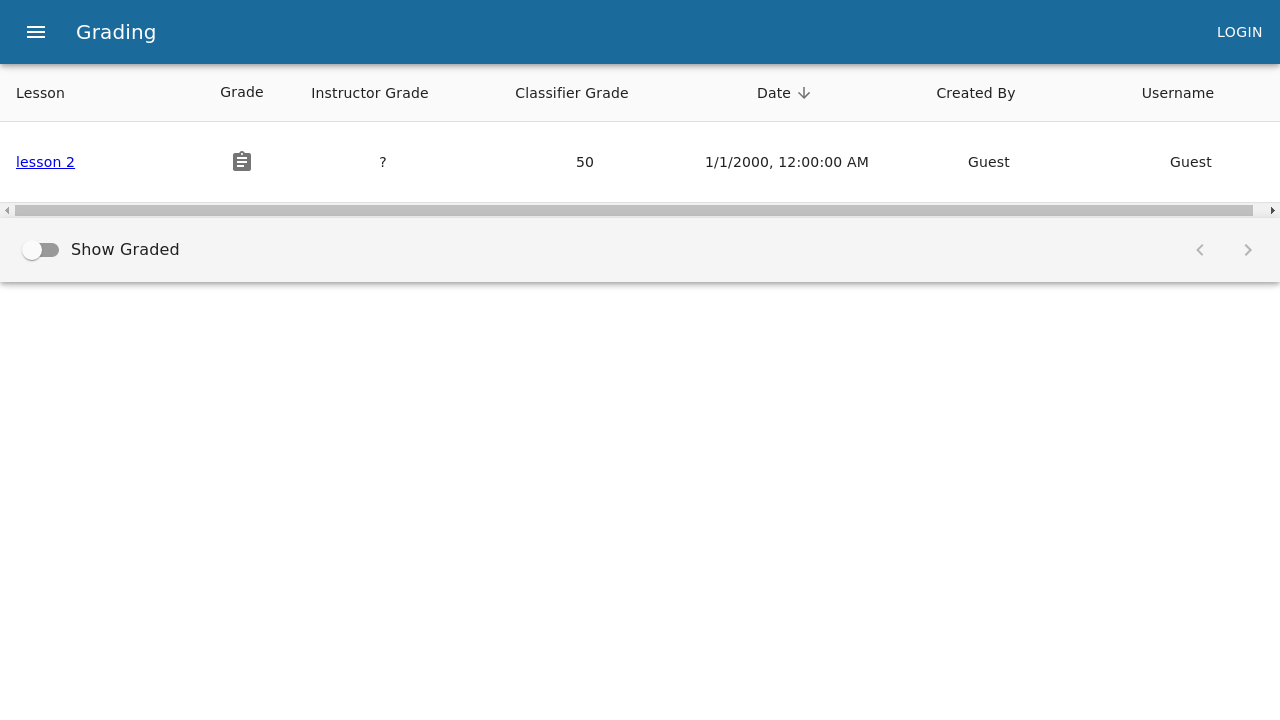 Grading LOGIN
Lesson Grade Instructor Grade Classifier Grade Date Created By Username
lesson 2 ? 50 1/1/2000, 12:00:00 AM Guest Guest
Show Graded